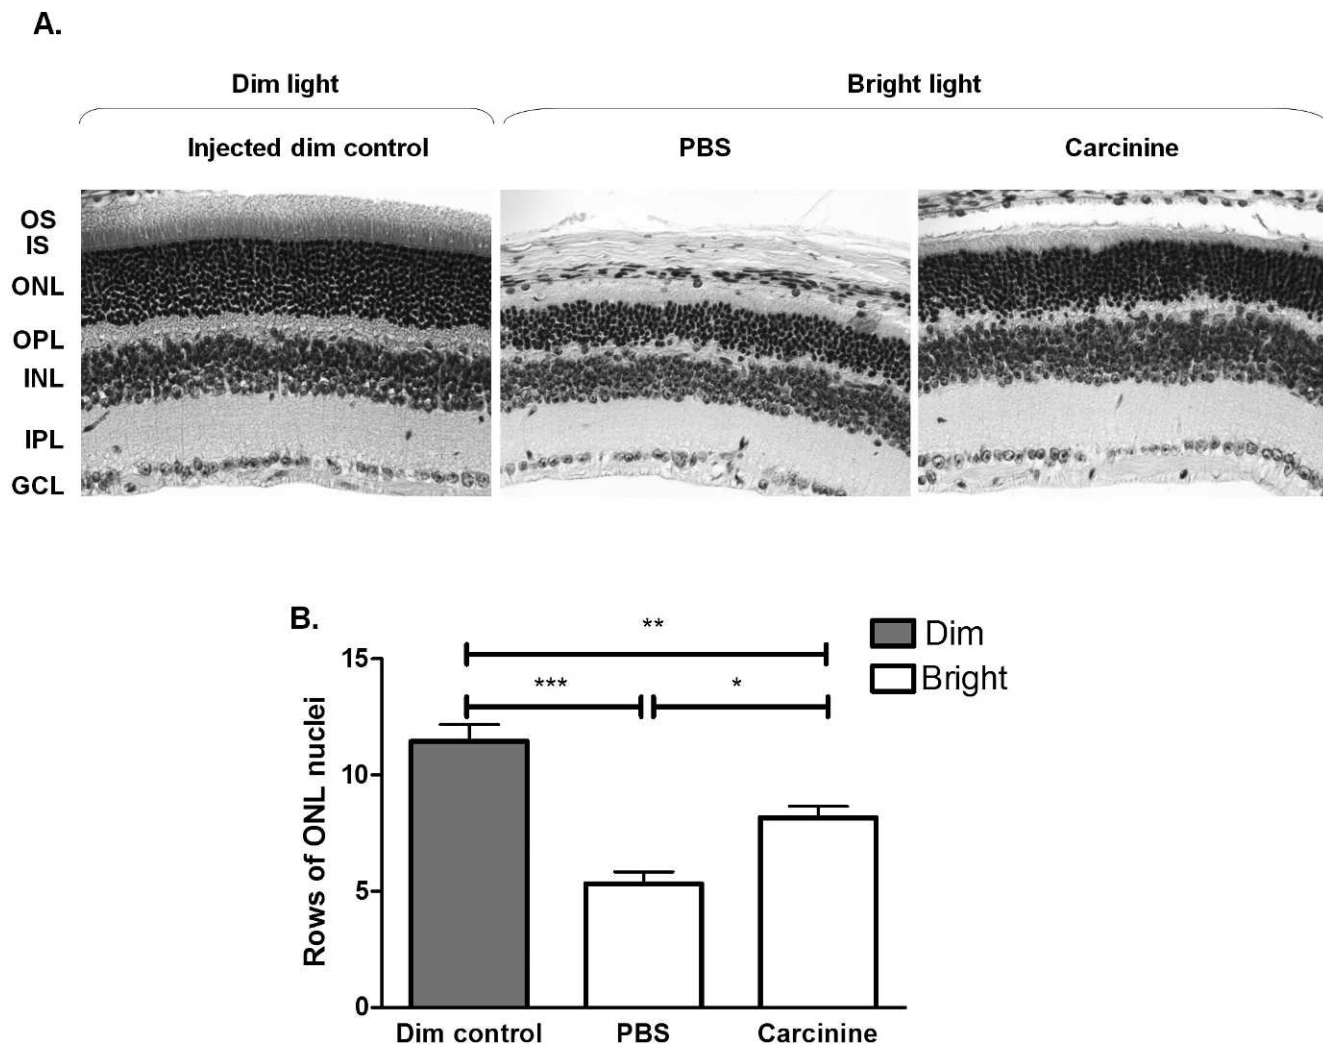 A.
Dim light
Bright light
Injected dim control
PBS
Carcinine
OS
IS
ONL
OPL
INL
IPL
GCL
B.
**
Dim
Bright
***
*
15
10
5
0
Rows of ONL nuclei
Dim control
PBS
Carcinine